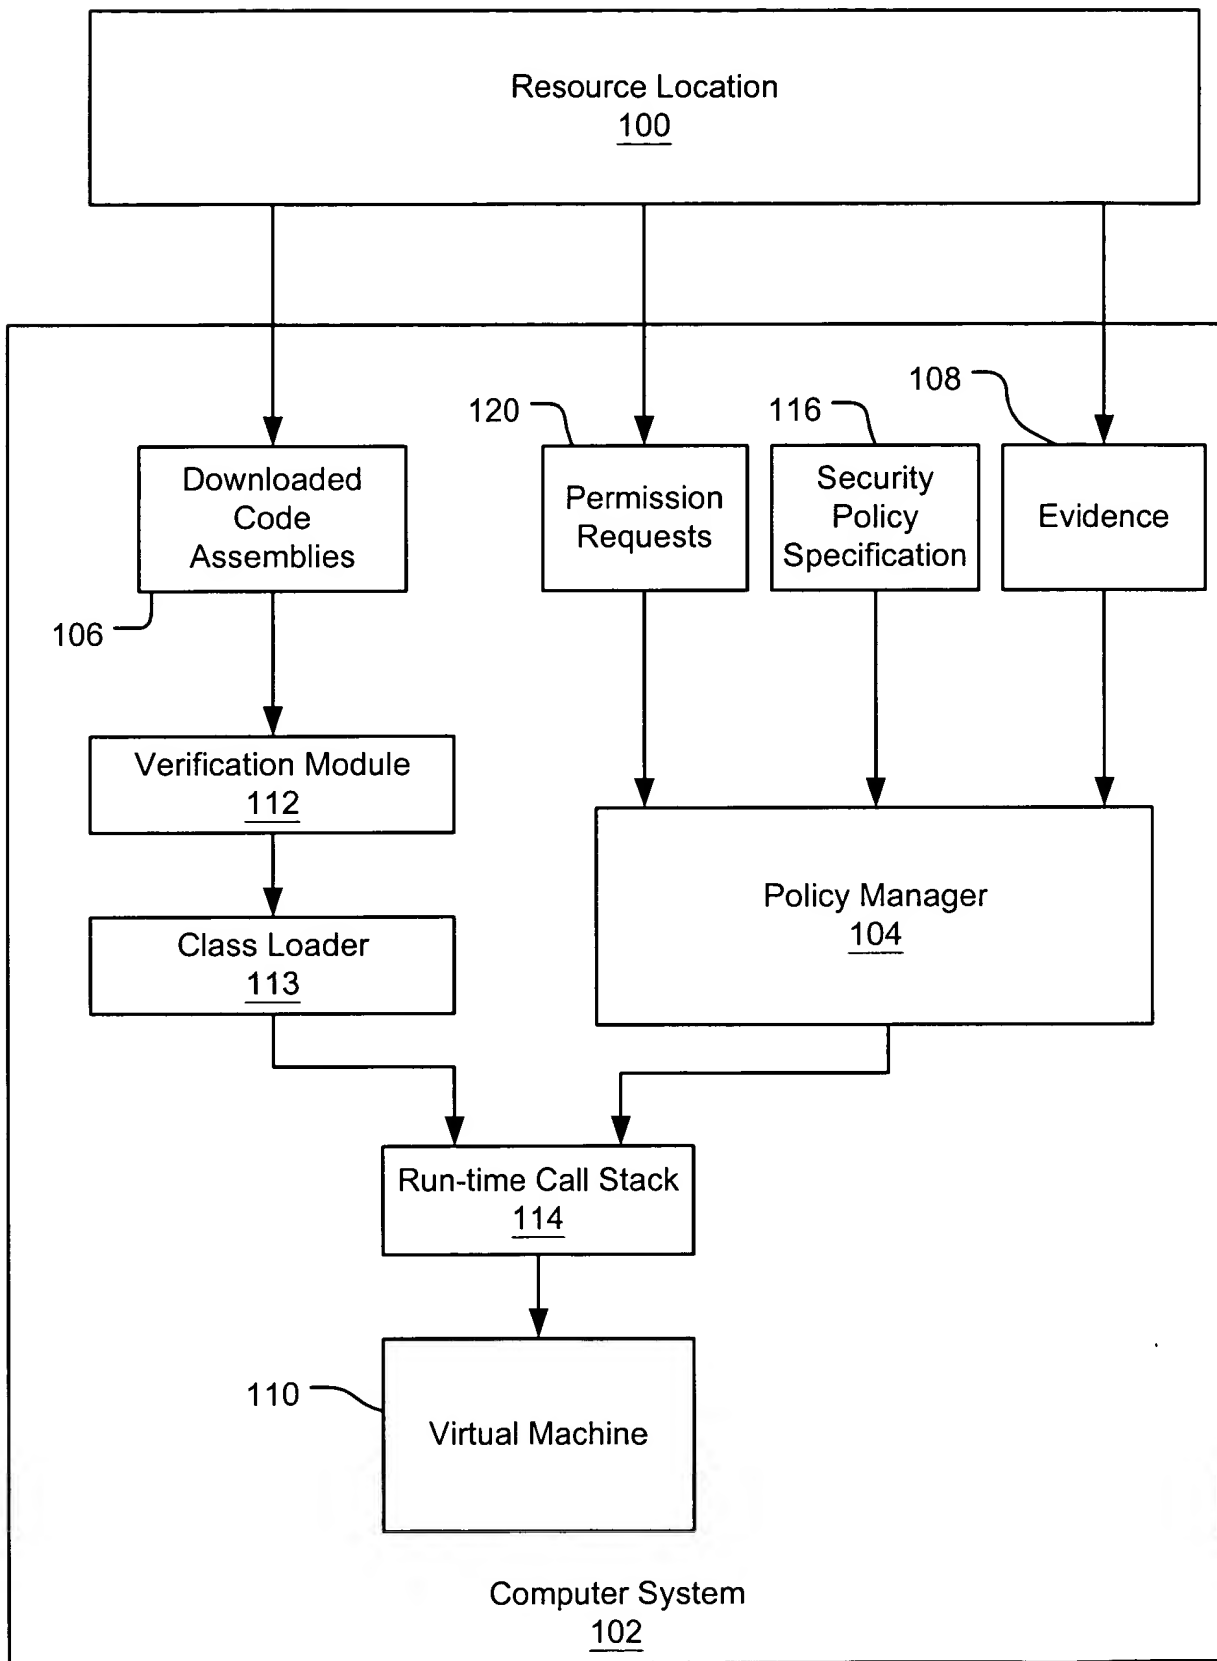 Resource Location
100
108
120
116
Downloaded
Code
Assemblies
Permission
Requests
Security
Policy
Specification
Evidence
106
Verification Module
112
Policy Manager
104
Class Loader
113
Run-time Call Stack
114
110
Virtual Machine
Computer System
102